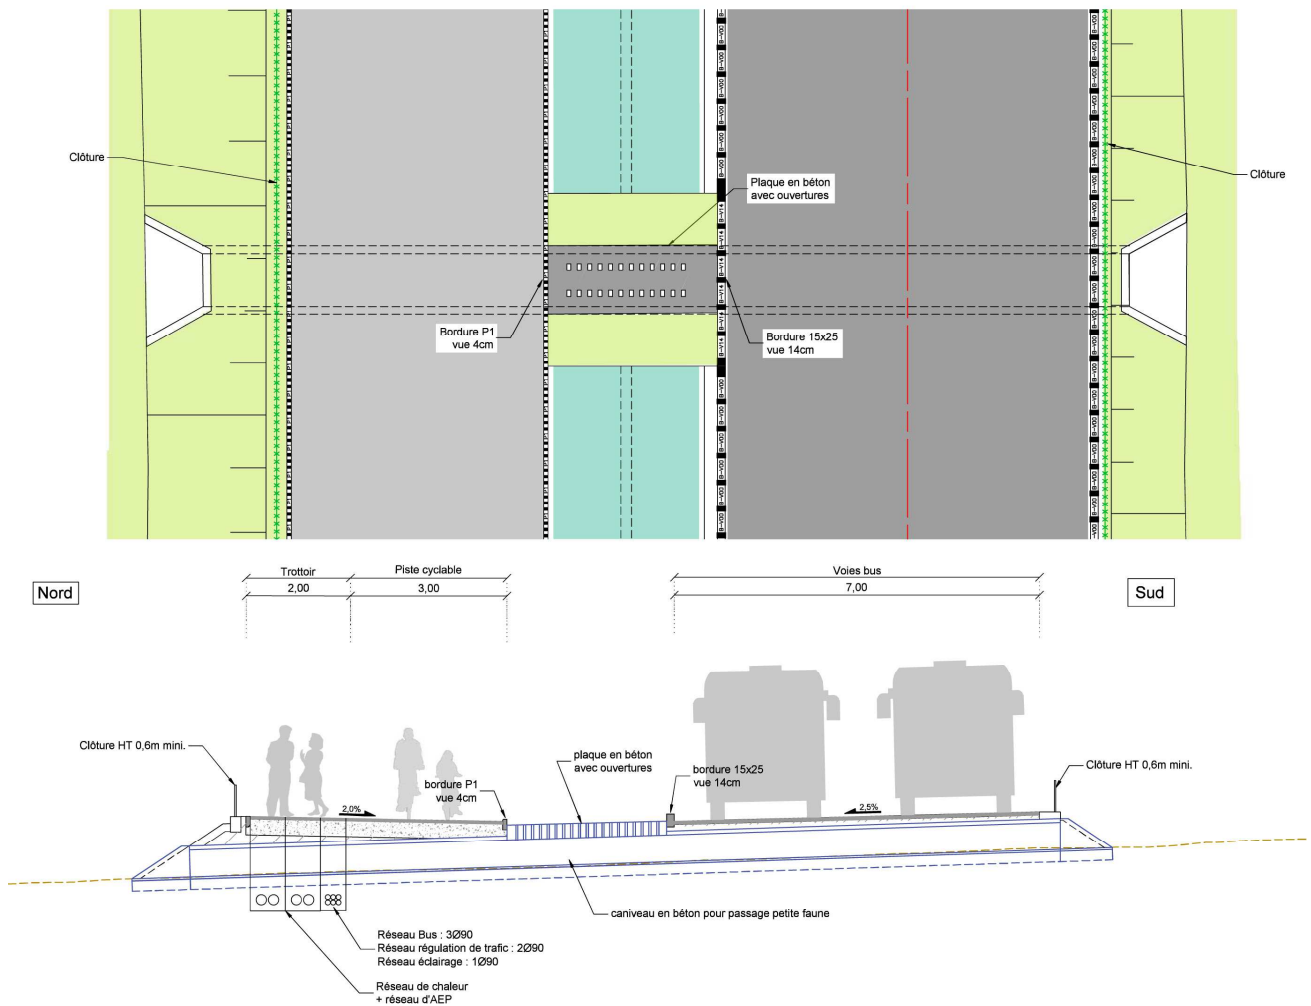 Clôture
Plaque en béton
avec ouvertures
Clôture
Bordure P1
vue 4cm
Bordure 15x25
vue 14cm
Nord
Trottoir
2,00
Piste cyclable
3,00
Voies bus
7,00
Sud
Clôture HT 0,6m mini.
2,0%
bordure P1
vue 4cm
plaque en béton
avec ouvertures
bordure 15x25
vue 14cm
2,5%
Clôture HT 0,6m mini.
caniveau en béton pour passage petite faune
Réseau Bus : 3Ø90
Réseau régulation de trafic : 2Ø90
Réseau éclairage : 1Ø90
Réseau de chaleur
+ réseau d'AEP